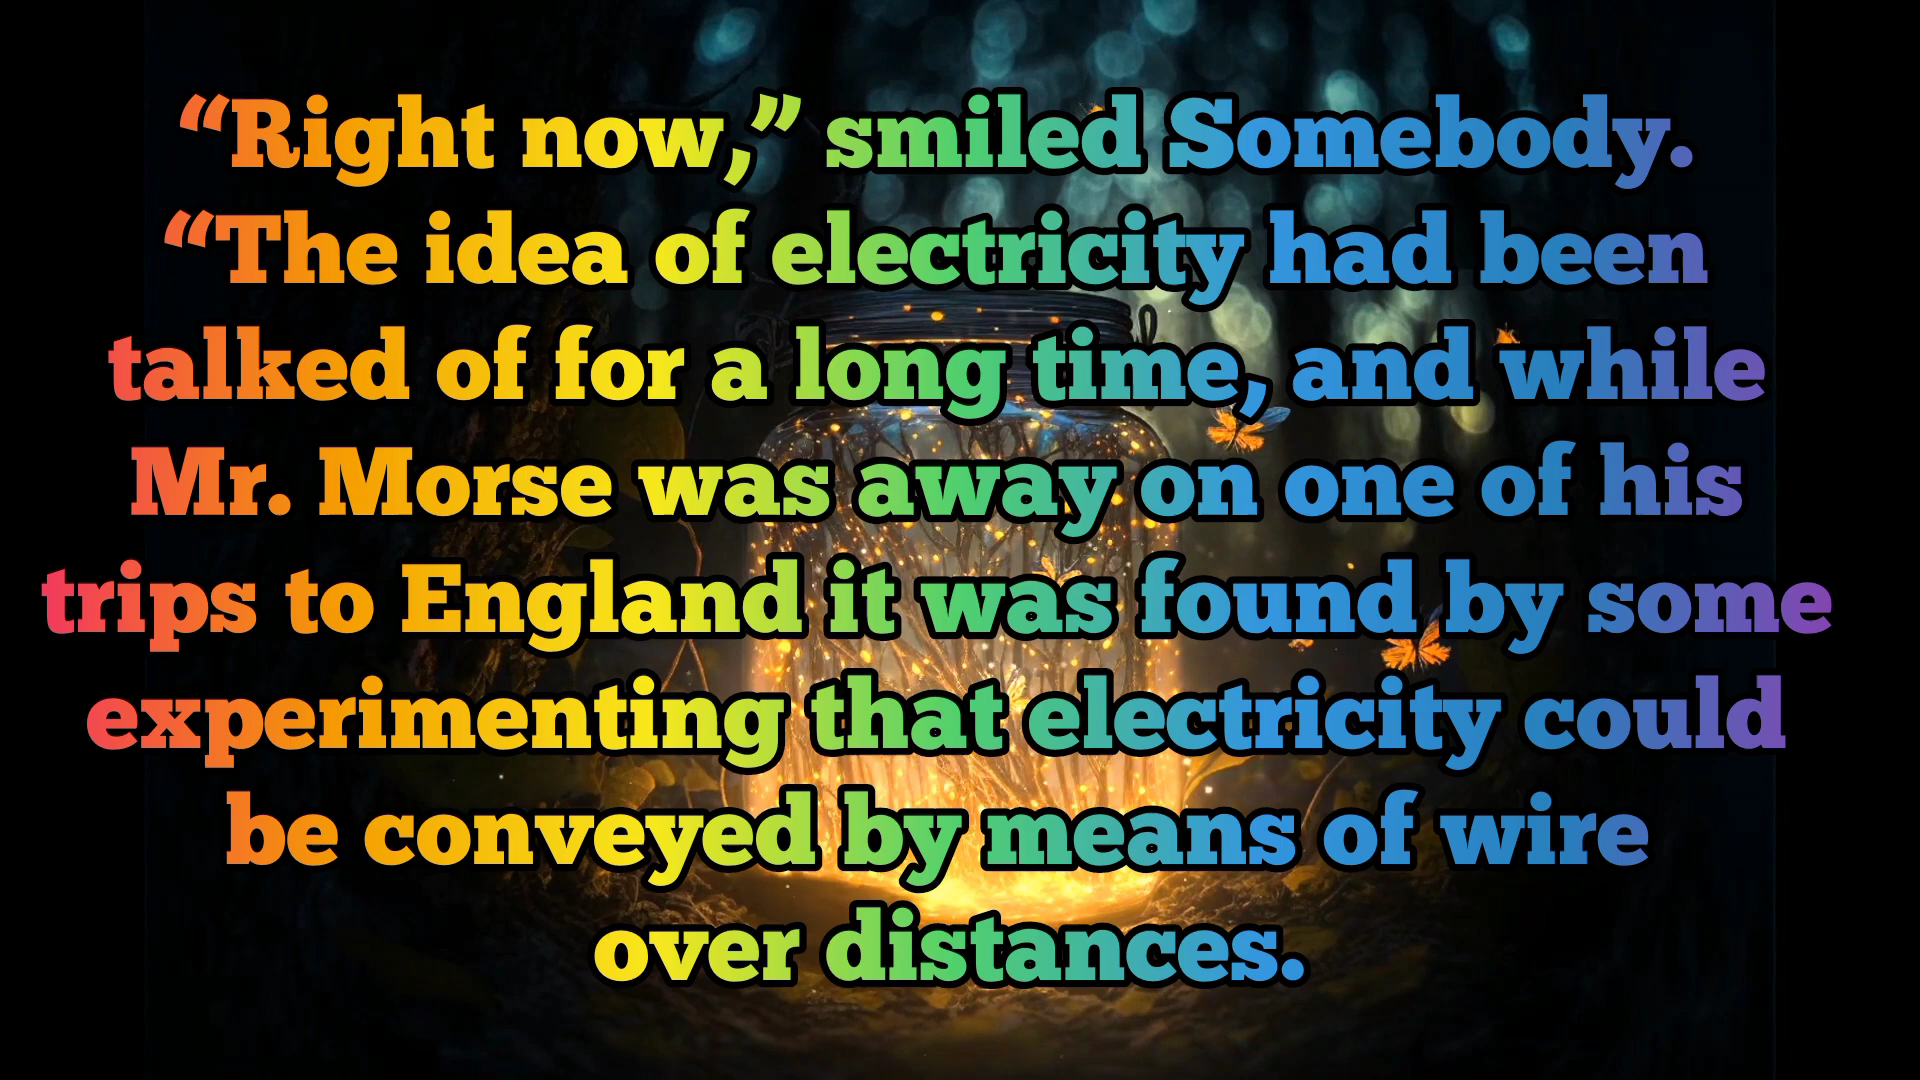 “Right now,” smiled Somebody.
“The idea of electricity had been
talked of for a long time, and while
Mr. Morse was away on one of his
trips to England it was found by some
experimenting that electricity could
be conveyed by means of wire
over distances.